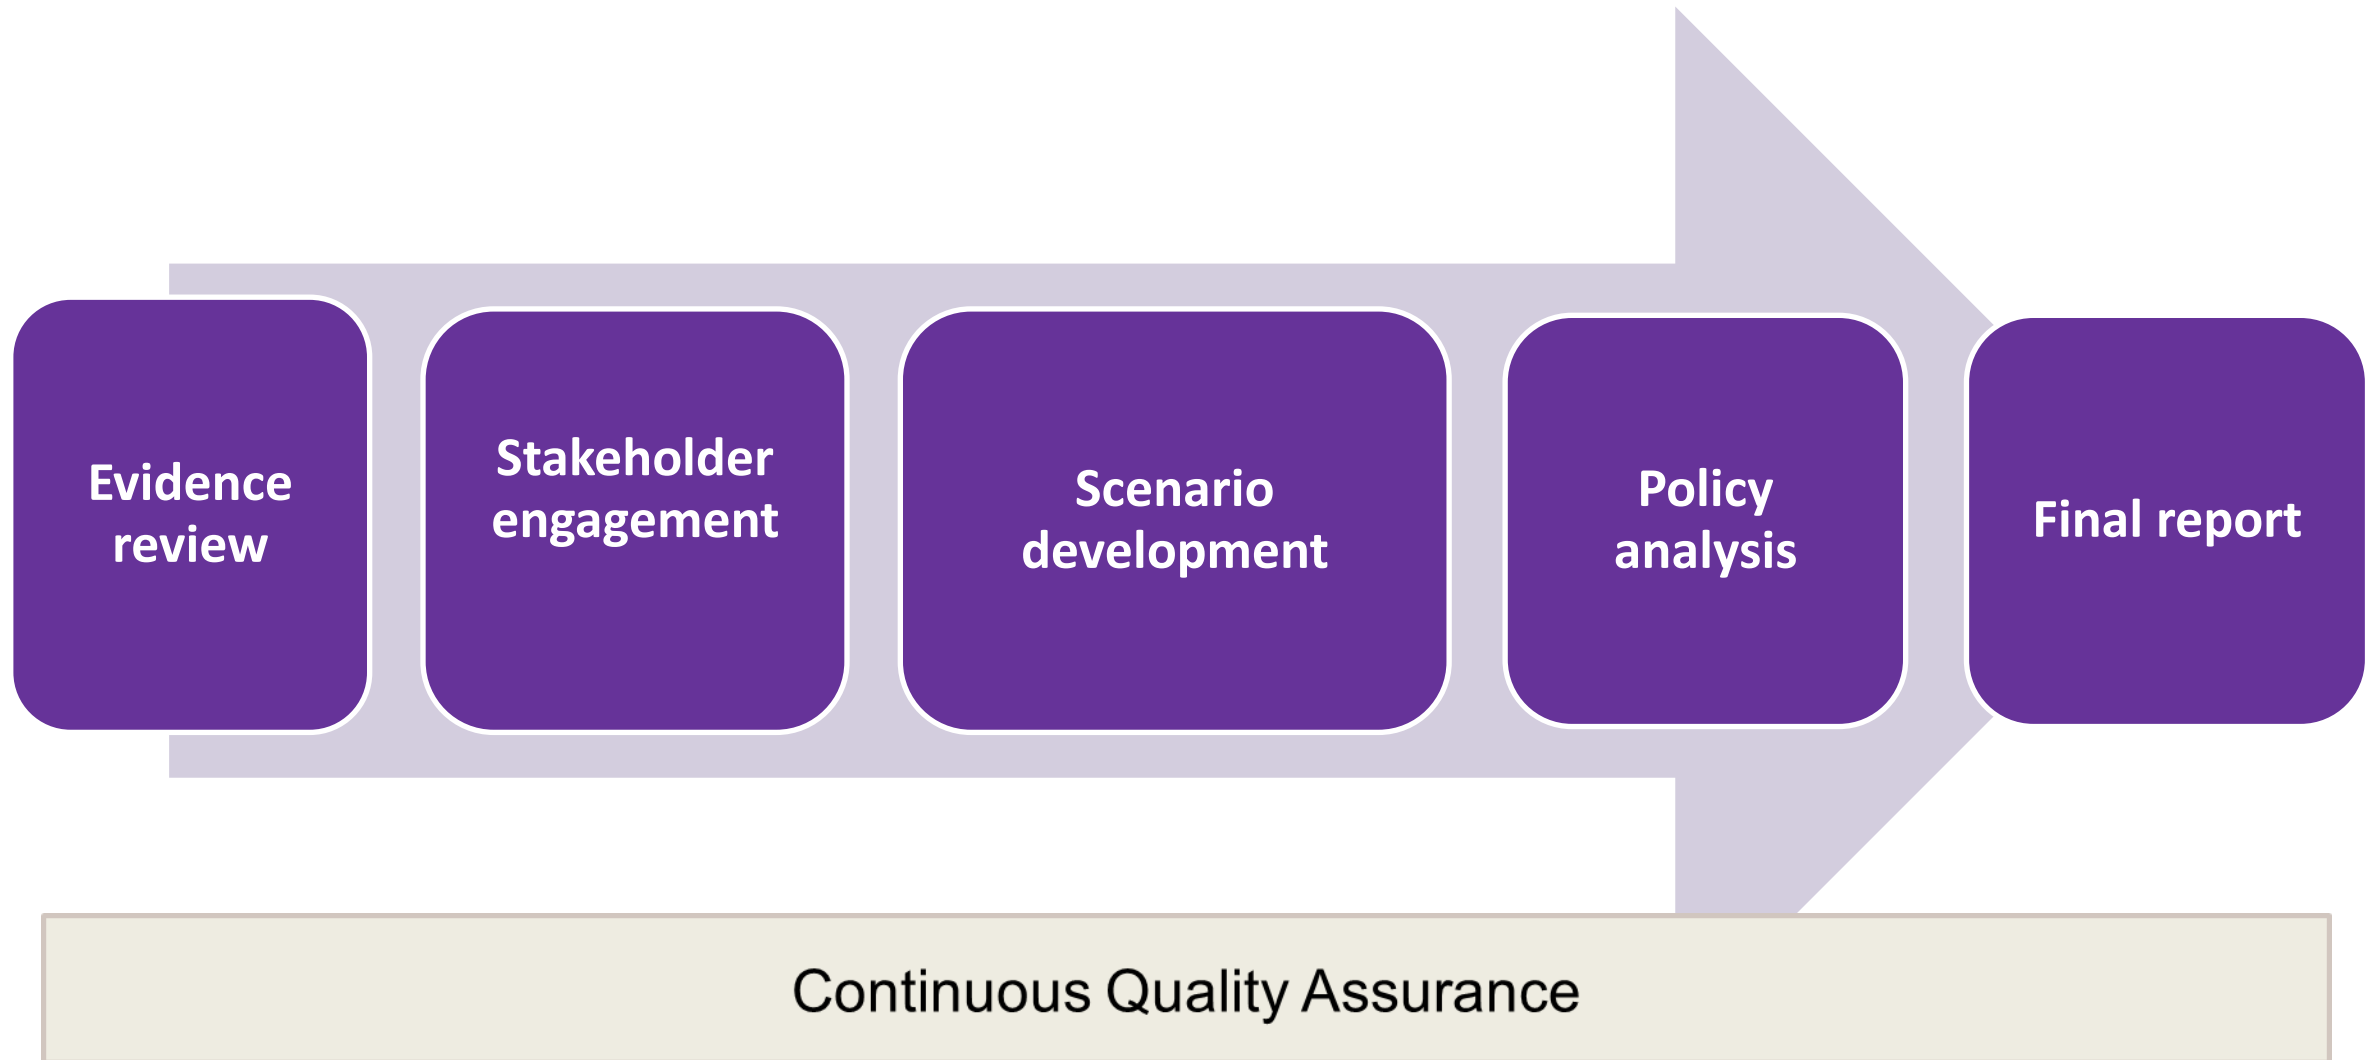 Evidence
review
Stakeholder
engagement
Scenario
development
Policy
analysis
Final report
Continuous Quality Assurance